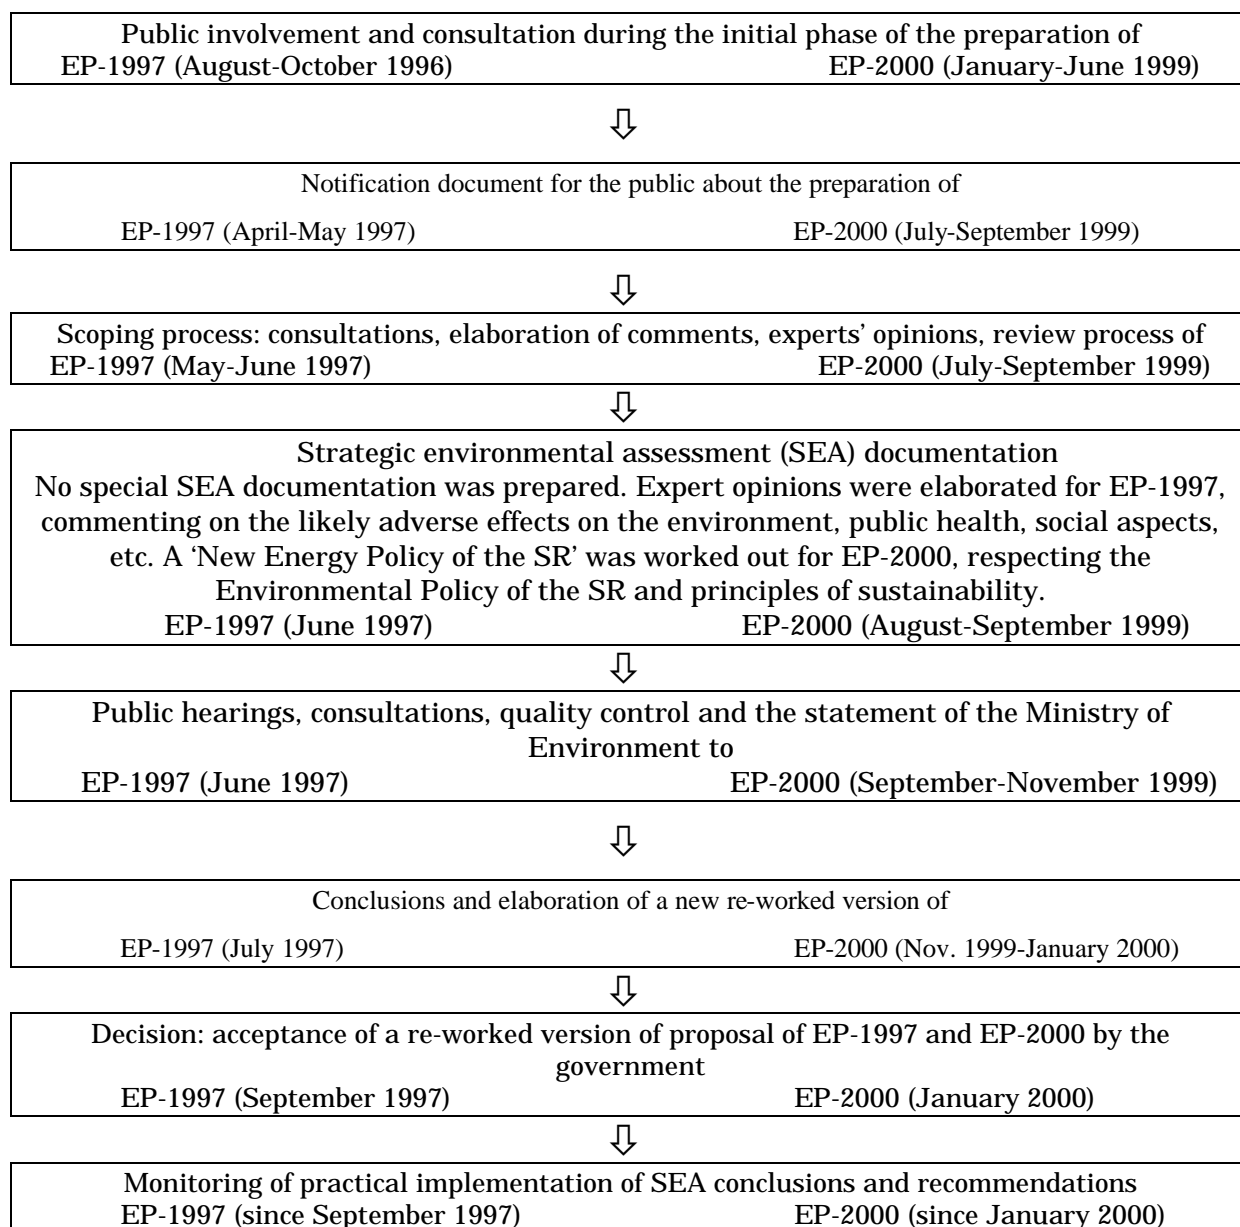 Public involvement and consultation during the initial phase of the preparation of
EP-1997 (August-October 1996) EP-2000 (January-June 1999)
⇩
Notification document for the public about the preparation of
EP-1997 (April-May 1997) EP-2000 (July-September 1999)
⇩
Scoping process: consultations, elaboration of comments, experts’ opinions, review process of
EP-1997 (May-June 1997) EP-2000 (July-September 1999)
⇩
Strategic environmental assessment (SEA) documentation
No special SEA documentation was prepared. Expert opinions were elaborated for EP-1997,
commenting on the likely adverse effects on the environment, public health, social aspects,
etc. A ‘New Energy Policy of the SR’ was worked out for EP-2000, respecting the
Environmental Policy of the SR and principles of sustainability.
EP-1997 (June 1997) EP-2000 (August-September 1999)
⇩
Public hearings, consultations, quality control and the statement of the Ministry of
Environment to
EP-1997 (June 1997) EP-2000 (September-November 1999)
⇩
Conclusions and elaboration of a new re-worked version of
EP-1997 (July 1997) EP-2000 (Nov. 1999-January 2000)
⇩
Decision: acceptance of a re-worked version of proposal of EP-1997 and EP-2000 by the
government
EP-1997 (September 1997) EP-2000 (January 2000)
⇩
Monitoring of practical implementation of SEA conclusions and recommendations
EP-1997 (since September 1997) EP-2000 (since January 2000)